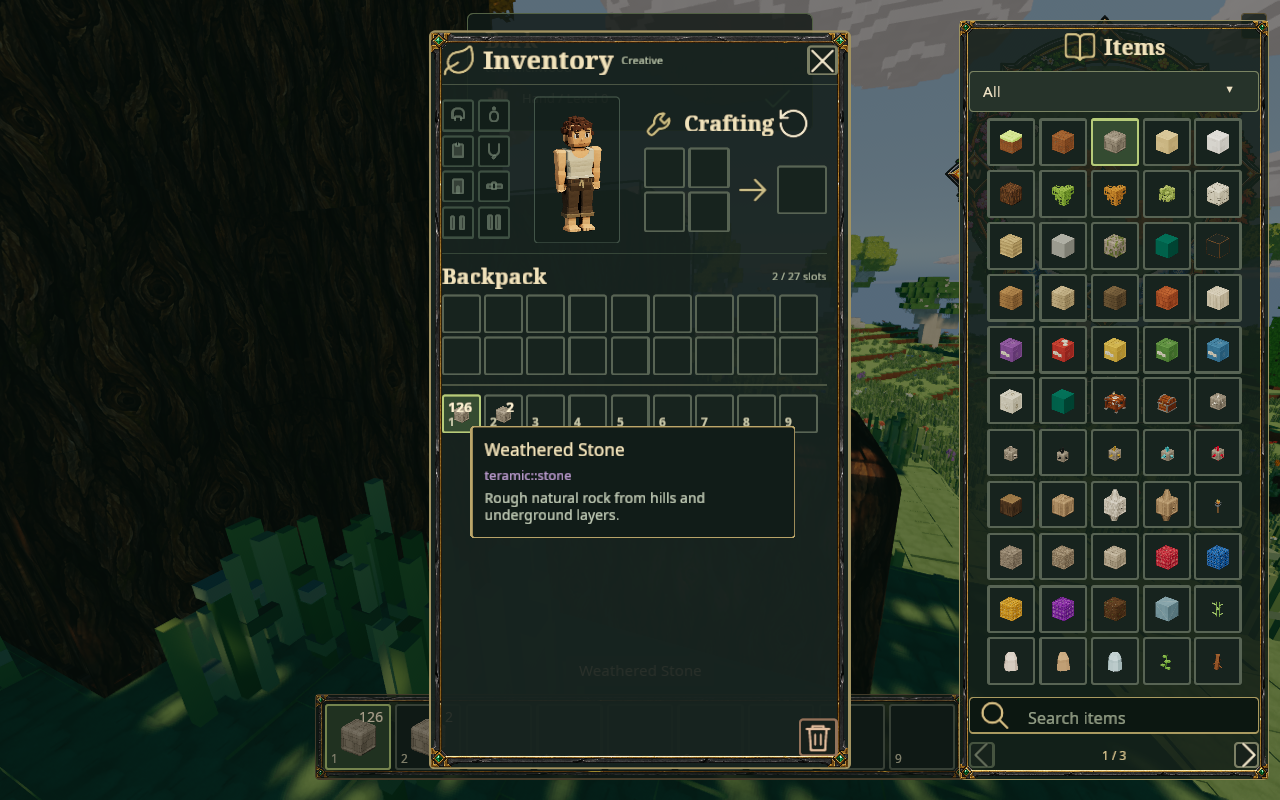 Inventory
Creative
Crafting
Backpack
2 / 27 slots
126
1
2
2
3
4
5
6
7
8
9
Weathered Stone
teramic::stone
Rough natural rock from hills and
underground layers.
Weathered Stone
126
1
2
2
9
Items
All
Search items
1 / 3